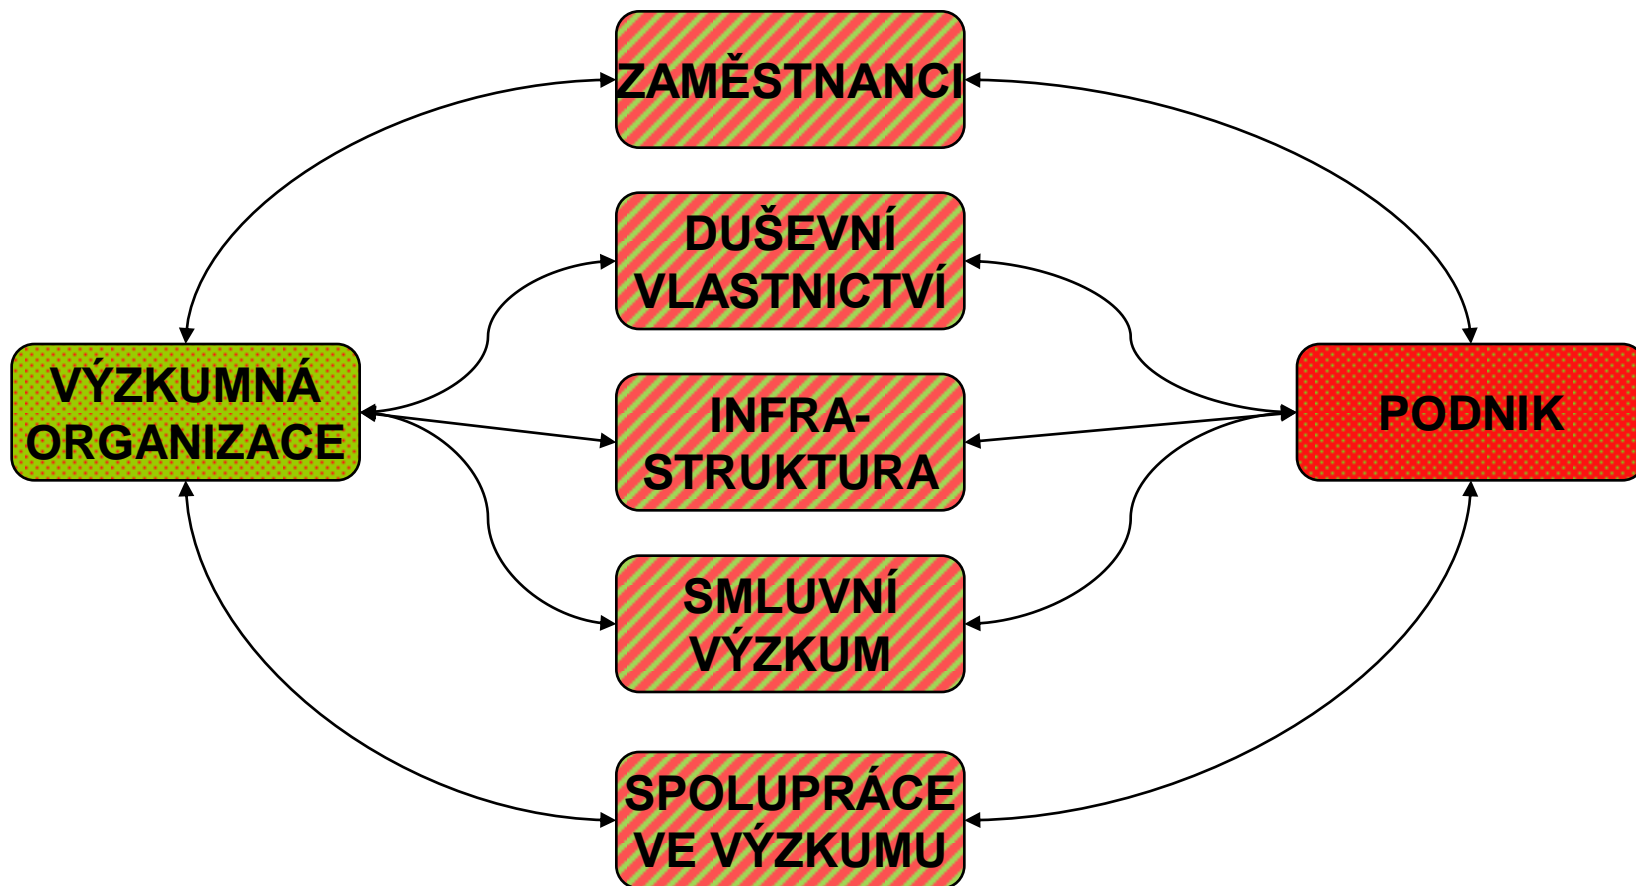 ZAMĚSTNANCI
DUŠEVNÍ
VLASTNICTVÍ
VÝZKUMNÁ
ORGANIZACE
INFRA-
STRUKTURA
PODNIK
SMLUVNÍ
VÝZKUM
SPOLUPRÁCE
VE VÝZKUMU